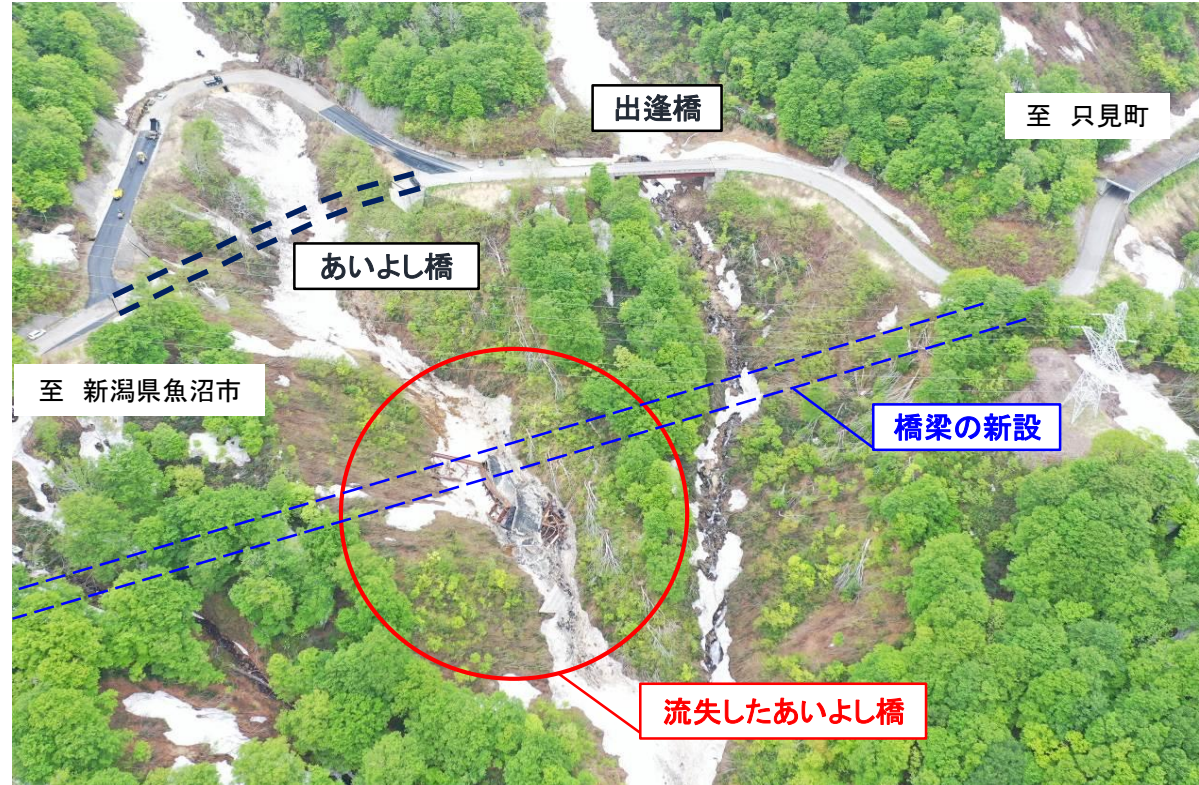 出逢橋
至 只見町
あいよし橋
至 新潟県魚沼市
橋梁の新設
流失したあいよし橋